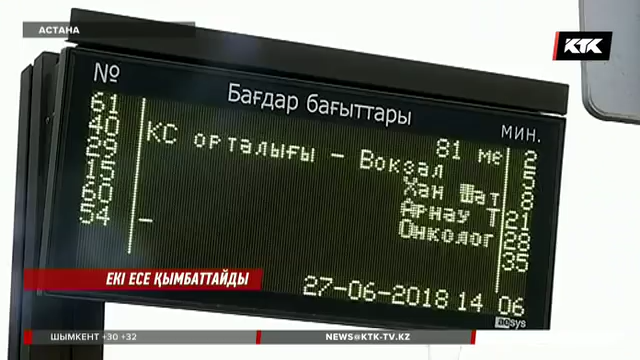 АСТАНА
КТК
№ Бағдар бағыттары МИН.
61 81 ме 2
40 КС орталығы – Вокзал 5
29 Хан Шат 8
15 Арнау Т 21
60 Онколог 28
54 – 35
27-06-2018 14 06
aqsys
ЕКІ ЕСЕ ҚЫМБАТТАЙДЫ
ШЫМКЕНТ +30 +32 NEWS@KTK-TV.KZ